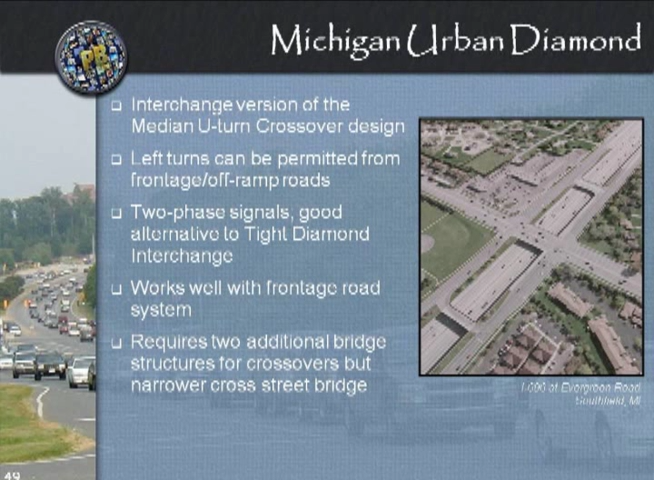 Michigan Urban Diamond
PB
Interchange version of the
Median U-turn Crossover design
Left turns can be permitted from
frontage/off-ramp roads
Two-phase signals, good
alternative to Tight Diamond
Interchange
Works well with frontage road
system
Requires two additional bridge
structures for crossovers but
narrower cross street bridge
at Evergreen Road
Southfield, MI
49